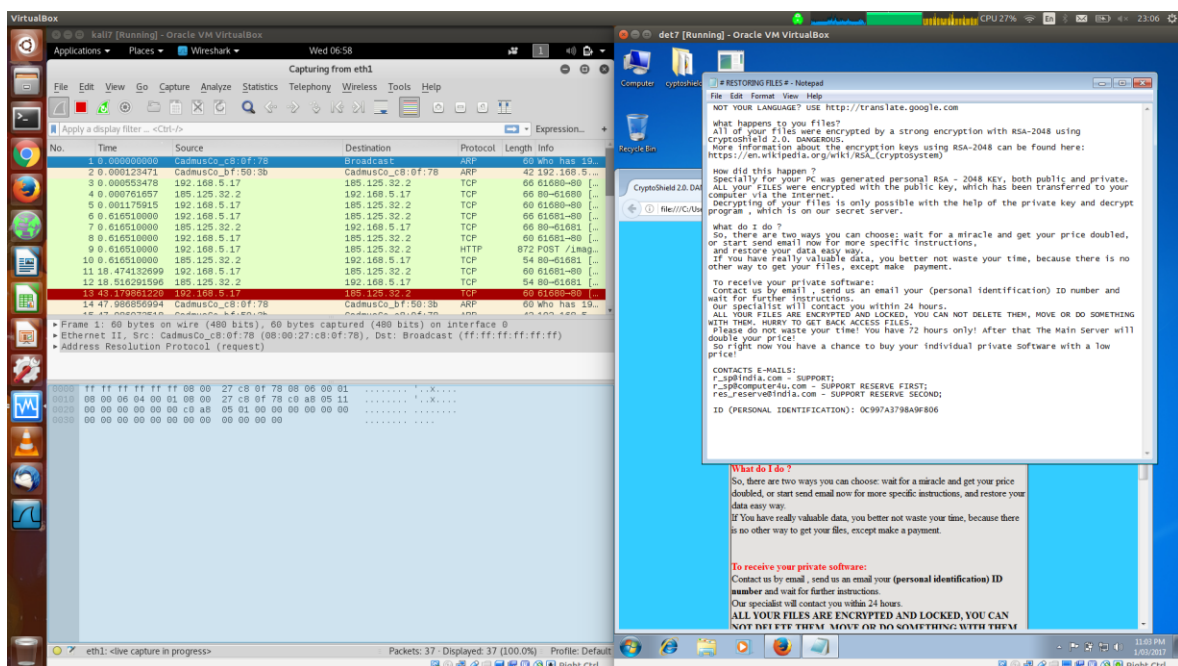 VirtualBox
CPU 27%
En
23:06
kali7 [Running] - Oracle VM VirtualBox
Applications
Places
Wireshark
Wed 06:58
1
Capturing from eth1
File Edit View Go Capture Analyze Statistics Telephony Wireless Tools Help
Apply a display filter ... <Ctrl-/>
Expression...
+
No. Time Source Destination Protocol Length Info
1 0.000000000 CadmusCo_c8:0f:78 Broadcast ARP 60 Who has 19...
2 0.000123471 CadmusCo_bf:50:3b CadmusCo_c8:0f:78 ARP 42 192.168.5...
3 0.000553478 192.168.5.17 185.125.32.2 TCP 66 61680→80 [...
4 0.000761657 185.125.32.2 192.168.5.17 TCP 66 80→61680 [...
5 0.001175915 192.168.5.17 185.125.32.2 TCP 60 61680→80 [...
6 0.616510000 192.168.5.17 185.125.32.2 TCP 66 61681→80 [...
7 0.616510000 185.125.32.2 192.168.5.17 TCP 66 80→61681 [...
8 0.616510000 192.168.5.17 185.125.32.2 TCP 60 61681→80 [...
9 0.616510000 192.168.5.17 185.125.32.2 HTTP 872 POST /imag...
10 0.616510000 185.125.32.2 192.168.5.17 TCP 54 80→61681 [...
11 18.474132699 192.168.5.17 185.125.32.2 TCP 60 61681→80 [...
12 18.516291596 185.125.32.2 192.168.5.17 TCP 54 80→61681 [...
13 43.179861220 192.168.5.17 185.125.32.2 TCP 60 61680→80 [...
14 47.986856994 CadmusCo_c8:0f:78 CadmusCo_bf:50:3b ARP 60 Who has 19...
Frame 1: 60 bytes on wire (480 bits), 60 bytes captured (480 bits) on interface 0
Ethernet II, Src: CadmusCo_c8:0f:78 (08:00:27:c8:0f:78), Dst: Broadcast (ff:ff:ff:ff:ff:ff)
Address Resolution Protocol (request)
0000 ff ff ff ff ff ff 08 00 27 c8 0f 78 08 06 00 01 ........ '..x....
0010 08 00 06 04 00 01 08 00 27 c8 0f 78 c0 a8 05 11 ........ '..x....
0020 00 00 00 00 00 00 c0 a8 05 01 00 00 00 00 00 00 ........ ........
0030 00 00 00 00 00 00 00 00 00 00 00 00 ........ ....
eth1: <live capture in progress>
Packets: 37 · Displayed: 37 (100.0%)
Profile: Default
Right Ctrl
det7 [Running] - Oracle VM VirtualBox
Computer
Recycle Bin
# RESTORING FILES # - Notepad
File Edit Format View Help
NOT YOUR LANGUAGE? USE http://translate.google.com
What happens to you files?
All of your files were encrypted by a strong encryption with RSA-2048 using
CryptoShield 2.0. DANGEROUS.
More information about the encryption keys using RSA-2048 can be found here:
https://en.wikipedia.org/wiki/RSA_(cryptosystem)
How did this happen ?
Specially for your PC was generated personal RSA - 2048 KEY, both public and private.
ALL your FILES were encrypted with the public key, which has been transferred to your
computer via the Internet.
Decrypting of your files is only possible with the help of the private key and decrypt
program , which is on our secret server.
What do I do ?
So, there are two ways you can choose: wait for a miracle and get your price doubled,
or start send email now for more specific instructions,
and restore your data easy way.
If You have really valuable data, you better not waste your time, because there is no
other way to get your files, except make payment.
To receive your private software:
Contact us by email , send us an email your (personal identification) ID number and
wait for further instructions.
Our specialist will contact you within 24 hours.
ALL YOUR FILES ARE ENCRYPTED AND LOCKED, YOU CAN NOT DELETE THEM, MOVE OR DO SOMETHING
WITH THEM. HURRY TO GET BACK ACCESS FILES.
Please do not waste your time! You have 72 hours only! After that The Main Server will
double your price!
So right now You have a chance to buy your individual private Software with a low
price!
CONTACTS E-MAILS:
r_sp@india.com - SUPPORT;
r_sp@computer4u.com - SUPPORT RESERVE FIRST;
res_reserve@india.com - SUPPORT RESERVE SECOND;
ID (PERSONAL IDENTIFICATION): 0C997A3798A9F806
CryptoShield 2.0. DAN
file:///C:/Use
What do I do ?
So, there are two ways you can choose: wait for a miracle and get your price
doubled, or start send email now for more specific instructions, and restore your
data easy way.
If You have really valuable data, you better not waste your time, because there
is no other way to get your files, except make a payment.
To receive your private software:
Contact us by email , send us an email your (personal identification) ID
number and wait for further instructions.
Our specialist will contact you within 24 hours.
ALL YOUR FILES ARE ENCRYPTED AND LOCKED, YOU CAN
NOT DELETE THEM, MOVE OR DO SOMETHING WITH THEM
11:03 PM
1/03/2017
Right Ctrl